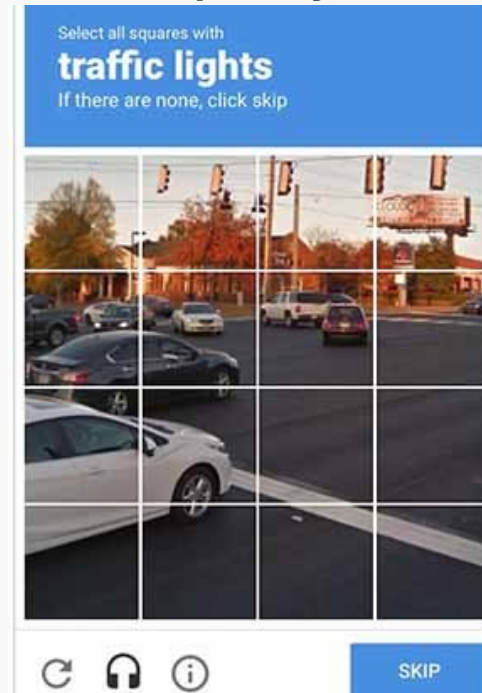 Select all squares with
traffic lights
If there are none, click skip
SKIP